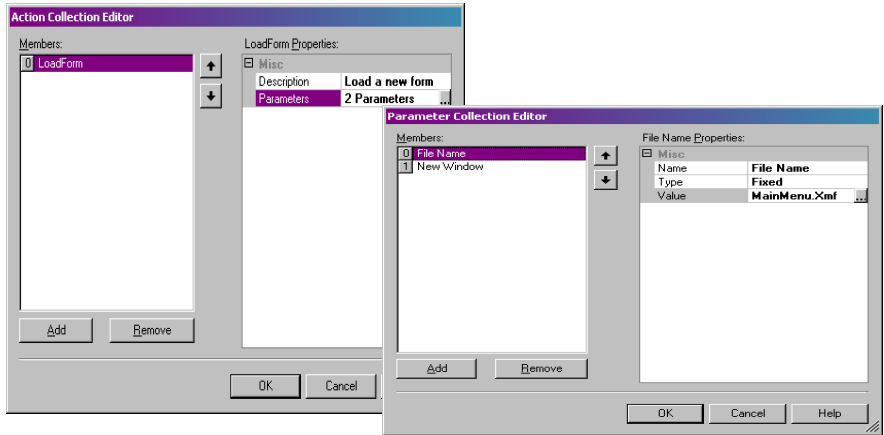 Action Collection Editor
Members:
0 LoadForm
LoadForm Properties:
Misc
Description Load a new form
Parameters 2 Parameters ...
Add Remove
OK Cancel
Parameter Collection Editor
Members:
0 File Name
1 New Window
File Name Properties:
Misc
Name File Name
Type Fixed
Value MainMenu.Xmf ...
Add Remove
OK Cancel Help